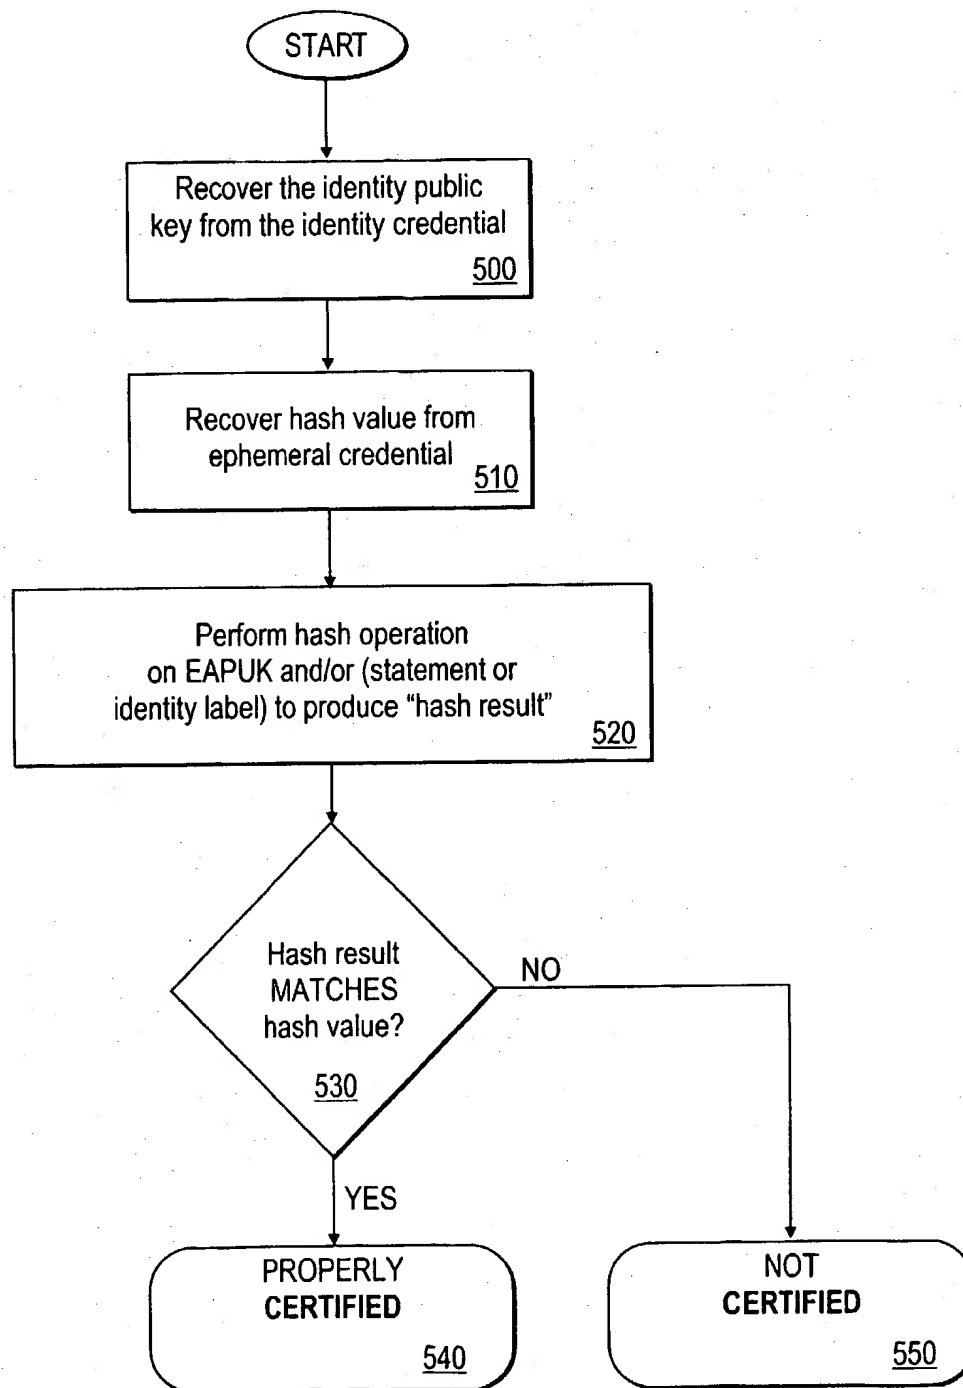 START
Recover the identity public
key from the identity credential
500
Recover hash value from
ephemeral credential
510
Perform hash operation
on EAPUK and/or (statement or
identity label) to produce “hash result”
520
Hash result
MATCHES
hash value?
530
NO
YES
PROPERLY
CERTIFIED
540
NOT
CERTIFIED
550